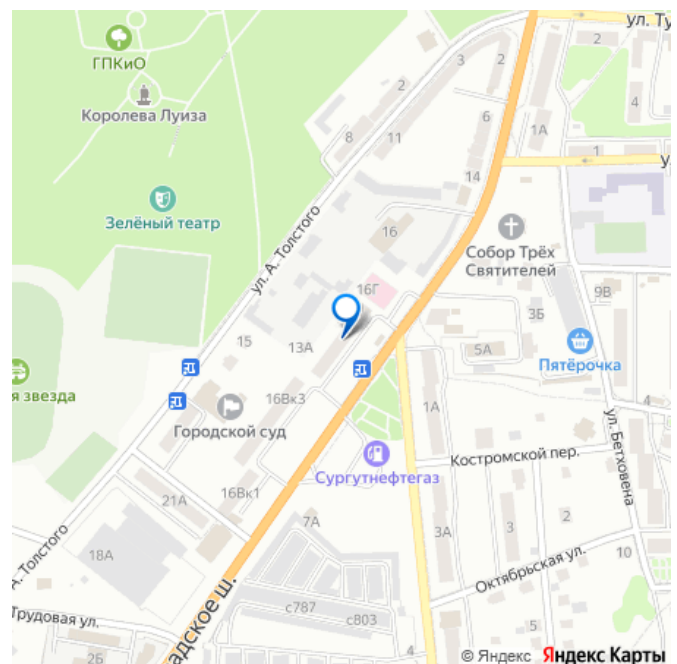 ул. Ту
ГПКиО
2
3
2
2
Королева Луиза
4
8
11
6
1А
1
у
14
Зелёный театр
ул. А. Толстого
16
Собор Трёх
Святителей
16Г
9В
3Б
15
13А
5А
Пятёрочка
я звезда
4
16Вк3
1А
Городской суд
ул. Бетховена
Костромской пер.
Сургутнефтегаз
21А
16Вк1
7А
2
3А
3
18А
10
А. Толстого
Октябрьская ул.
с787
с803
Трудовая ул.
адское ш.
5
4
2Б
© Яндекс Яндекс Карты